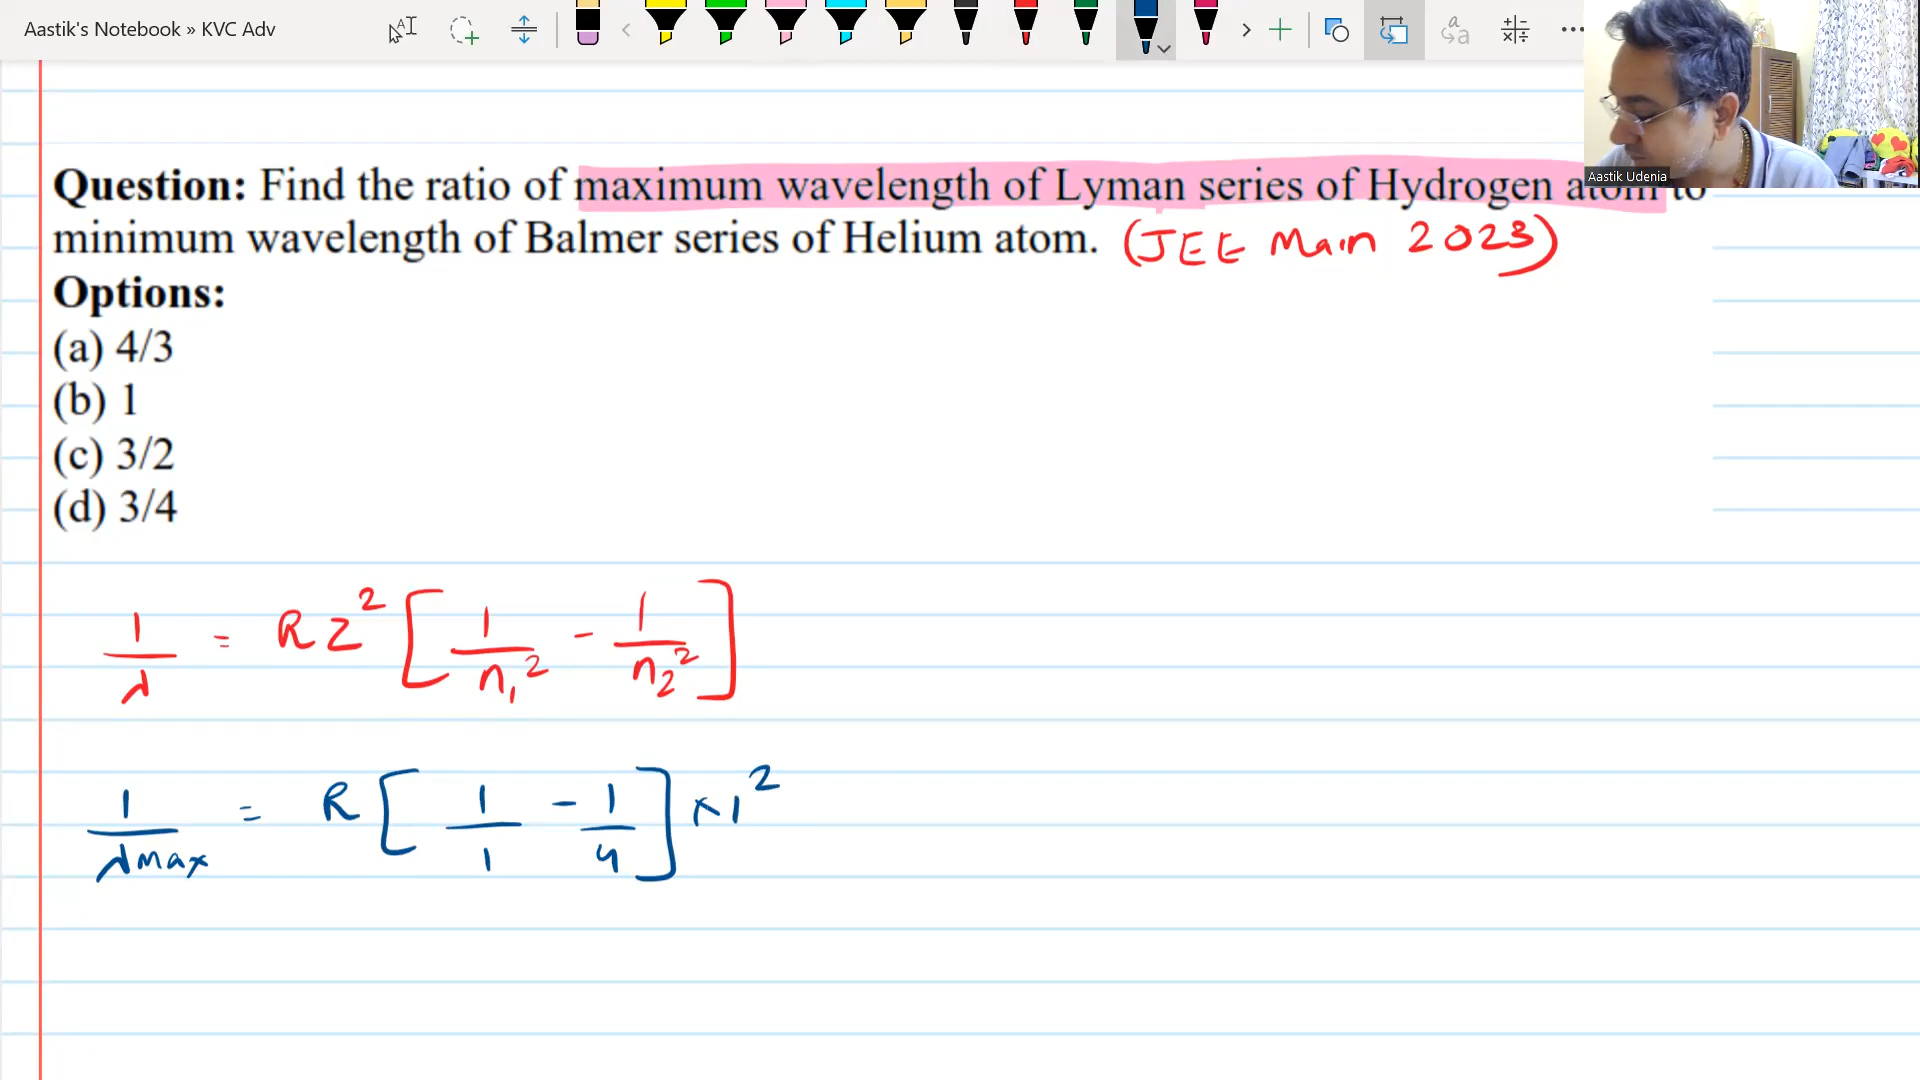 Aastik's Notebook » KVC Adv
Aastik Udenia
Question: Find the ratio of maximum wavelength of Lyman series of Hydrogen atom to
minimum wavelength of Balmer series of Helium atom. (JEE Main 2023)
Options:
(a) 4/3
(b) 1
(c) 3/2
(d) 3/4
1/λ = RZ² [1/n₁² - 1/n₂²]
1/λmax = R [1/1 - 1/4] × 1²